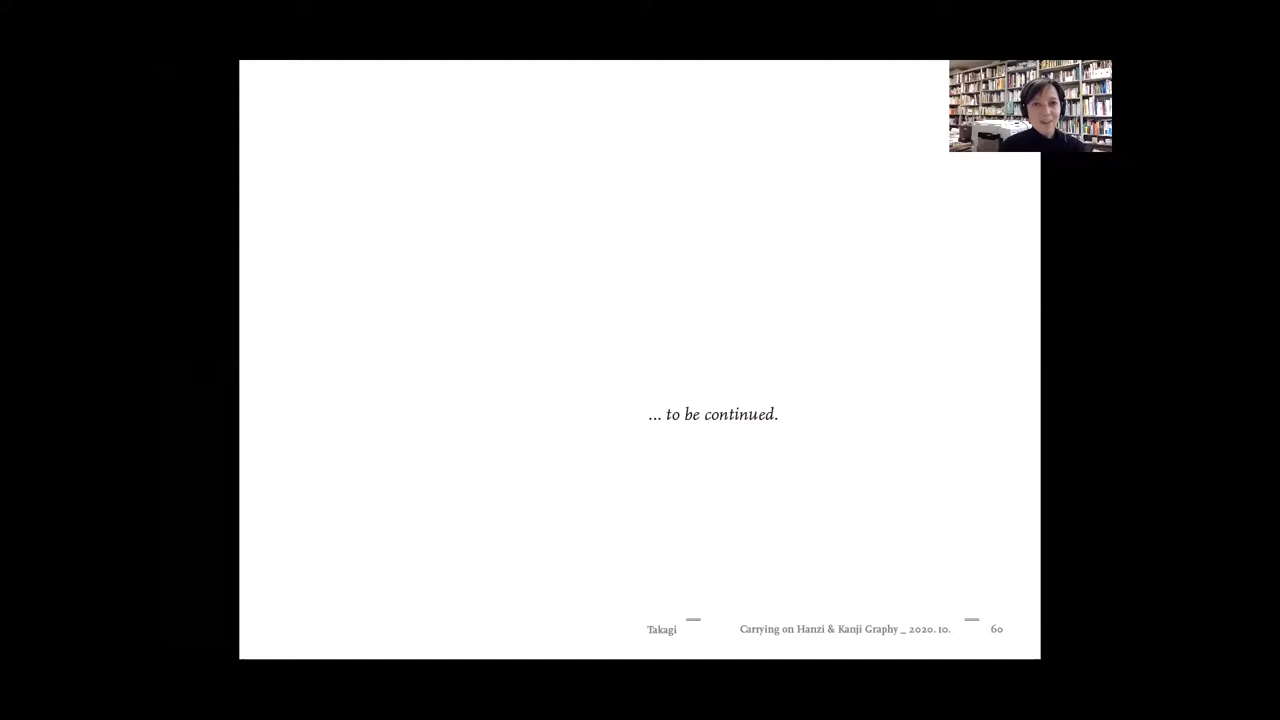 ... to be continued.
Takagi
Carrying on Hanzi & Kanji Graphy _ 2020. 10.
60